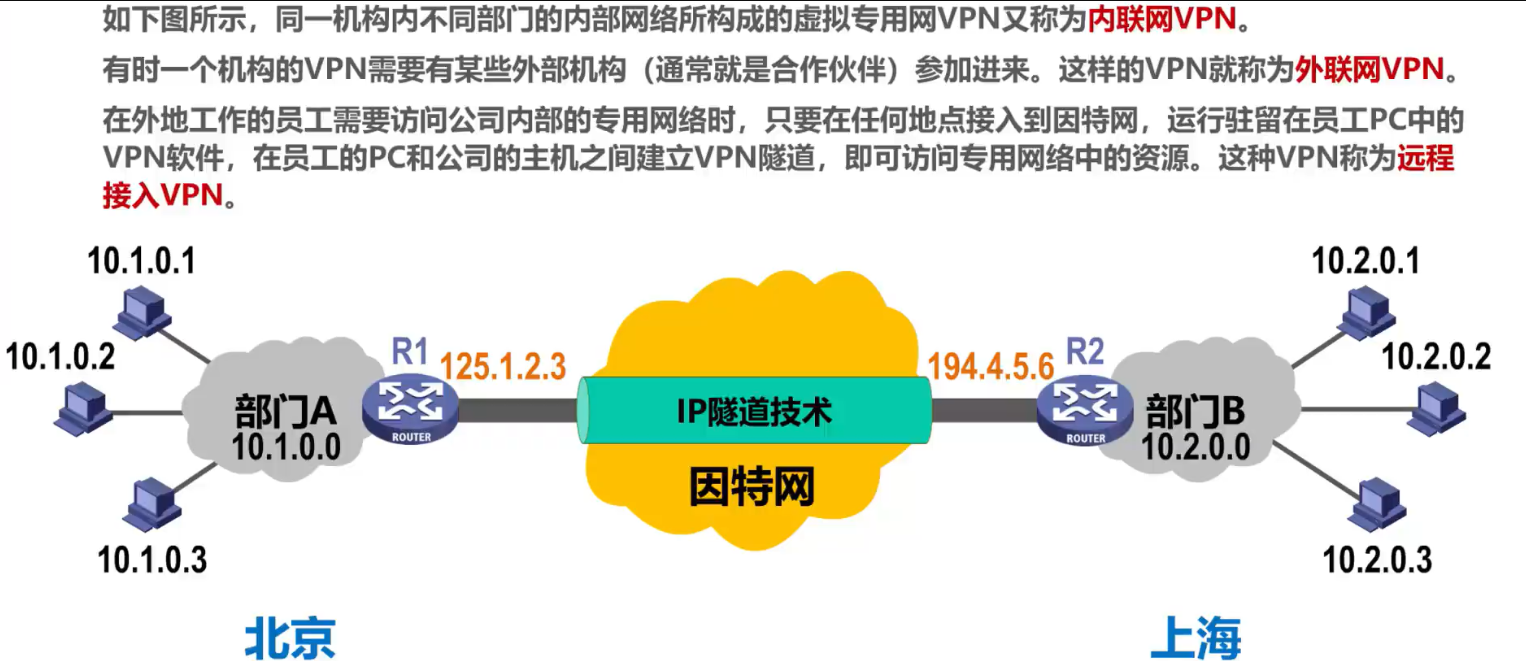 如下图所示，同一机构内不同部门的内部网络所构成的虚拟专用网VPN又称为内联网VPN。
有时一个机构的VPN需要有某些外部机构（通常就是合作伙伴）参加进来。这样的VPN就称为外联网VPN。
在外地工作的员工需要访问公司内部的专用网络时，只要在任何地点接入到因特网，运行驻留在员工PC中的
VPN软件，在员工的PC和公司的主机之间建立VPN隧道，即可访问专用网络中的资源。这种VPN称为远程
接入VPN。
10.1.0.1
10.1.0.2
10.1.0.3
部门A
10.1.0.0
R1
ROUTER
125.1.2.3
IP隧道技术
因特网
194.4.5.6
R2
ROUTER
部门B
10.2.0.0
10.2.0.1
10.2.0.2
10.2.0.3
北京
上海